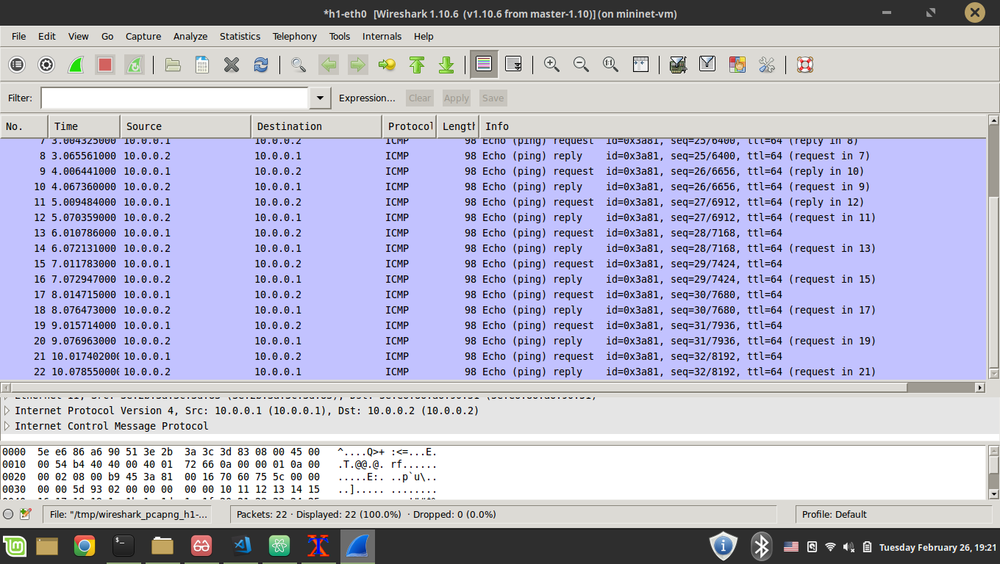 *h1-eth0 [Wireshark 1.10.6 (v1.10.6 from master-1.10)] (on mininet-vm)
File Edit View Go Capture Analyze Statistics Telephony Tools Internals Help
Filter: Expression... Clear Apply Save
No. Time Source Destination Protocol Length Info
7 3.004325000 10.0.0.1 10.0.0.2 ICMP 98 Echo (ping) request id=0x3a81, seq=25/6400, ttl=64 (reply in 8)
8 3.065561000 10.0.0.2 10.0.0.1 ICMP 98 Echo (ping) reply id=0x3a81, seq=25/6400, ttl=64 (request in 7)
9 4.006441000 10.0.0.1 10.0.0.2 ICMP 98 Echo (ping) request id=0x3a81, seq=26/6656, ttl=64 (reply in 10)
10 4.067360000 10.0.0.2 10.0.0.1 ICMP 98 Echo (ping) reply id=0x3a81, seq=26/6656, ttl=64 (request in 9)
11 5.009484000 10.0.0.1 10.0.0.2 ICMP 98 Echo (ping) request id=0x3a81, seq=27/6912, ttl=64 (reply in 12)
12 5.070359000 10.0.0.2 10.0.0.1 ICMP 98 Echo (ping) reply id=0x3a81, seq=27/6912, ttl=64 (request in 11)
13 6.010786000 10.0.0.1 10.0.0.2 ICMP 98 Echo (ping) request id=0x3a81, seq=28/7168, ttl=64
14 6.072131000 10.0.0.2 10.0.0.1 ICMP 98 Echo (ping) reply id=0x3a81, seq=28/7168, ttl=64 (request in 13)
15 7.011783000 10.0.0.1 10.0.0.2 ICMP 98 Echo (ping) request id=0x3a81, seq=29/7424, ttl=64
16 7.072947000 10.0.0.2 10.0.0.1 ICMP 98 Echo (ping) reply id=0x3a81, seq=29/7424, ttl=64 (request in 15)
17 8.014715000 10.0.0.1 10.0.0.2 ICMP 98 Echo (ping) request id=0x3a81, seq=30/7680, ttl=64
18 8.076473000 10.0.0.2 10.0.0.1 ICMP 98 Echo (ping) reply id=0x3a81, seq=30/7680, ttl=64 (request in 17)
19 9.015714000 10.0.0.1 10.0.0.2 ICMP 98 Echo (ping) request id=0x3a81, seq=31/7936, ttl=64
20 9.076963000 10.0.0.2 10.0.0.1 ICMP 98 Echo (ping) reply id=0x3a81, seq=31/7936, ttl=64 (request in 19)
21 10.01740200 10.0.0.1 10.0.0.2 ICMP 98 Echo (ping) request id=0x3a81, seq=32/8192, ttl=64
22 10.07855000 10.0.0.2 10.0.0.1 ICMP 98 Echo (ping) reply id=0x3a81, seq=32/8192, ttl=64 (request in 21)
Internet Protocol Version 4, Src: 10.0.0.1 (10.0.0.1), Dst: 10.0.0.2 (10.0.0.2)
Internet Control Message Protocol
0000 5e e6 86 a6 90 51 3e 2b 3a 3c 3d 83 08 00 45 00 ^....Q>+ :<=...E.
0010 00 54 b4 40 40 00 40 01 72 66 0a 00 00 01 0a 00 .T.@@.@. rf......
0020 00 02 08 00 b9 45 3a 81 00 16 70 60 75 5c 00 00 .....E:. ..p`u\..
0030 00 00 5d 93 02 00 00 00 00 00 10 11 12 13 14 15 ..]..... ........
File: "/tmp/wireshark_pcapng_h1-... Packets: 22 · Displayed: 22 (100.0%) · Dropped: 0 (0.0%) Profile: Default
Tuesday February 26, 19:21